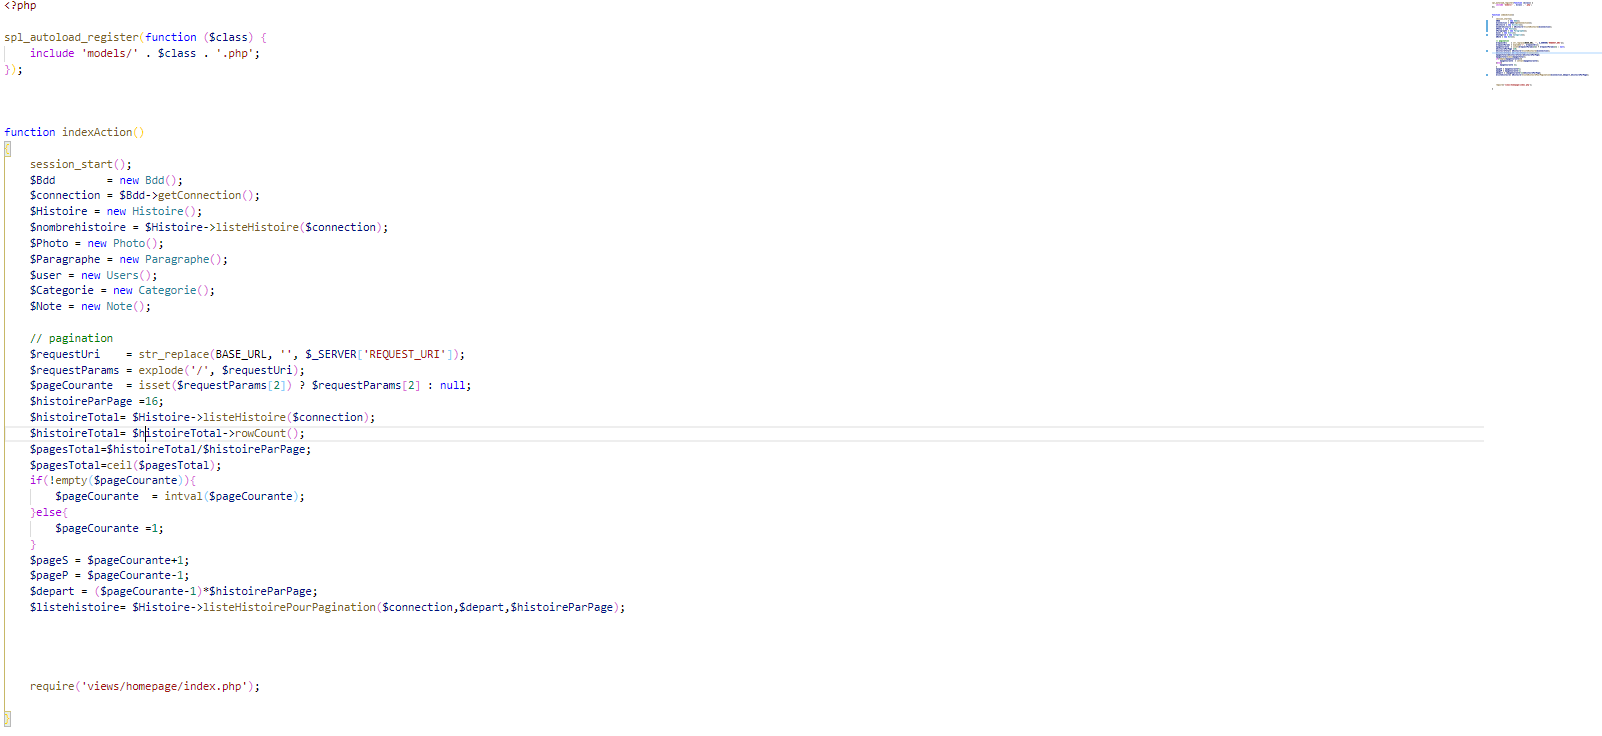 <?php
spl_autoload_register(function ($class) {
    include 'models/' . $class . '.php';
});
function indexAction()
{
    session_start();
    $Bdd        = new Bdd();
    $connection = $Bdd->getConnection();
    $Histoire = new Histoire();
    $nombrehistoire = $Histoire->listeHistoire($connection);
    $Photo = new Photo();
    $Paragraphe = new Paragraphe();
    $user = new Users();
    $Categorie = new Categorie();
    $Note = new Note();
    // pagination
    $requestUri    = str_replace(BASE_URL, '', $_SERVER['REQUEST_URI']);
    $requestParams = explode('/', $requestUri);
    $pageCourante  = isset($requestParams[2]) ? $requestParams[2] : null;
    $histoireParPage =16;
    $histoireTotal= $Histoire->listeHistoire($connection);
    $histoireTotal= $histoireTotal->rowCount();
    $pagesTotal=$histoireTotal/$histoireParPage;
    $pagesTotal=ceil($pagesTotal);
    if(!empty($pageCourante)){
        $pageCourante  = intval($pageCourante);
    }else{
        $pageCourante =1;
    }
    $pageS = $pageCourante+1;
    $pageP = $pageCourante-1;
    $depart = ($pageCourante-1)*$histoireParPage;
    $listehistoire= $Histoire->listeHistoirePourPagination($connection,$depart,$histoireParPage);
    require('views/homepage/index.php');
}